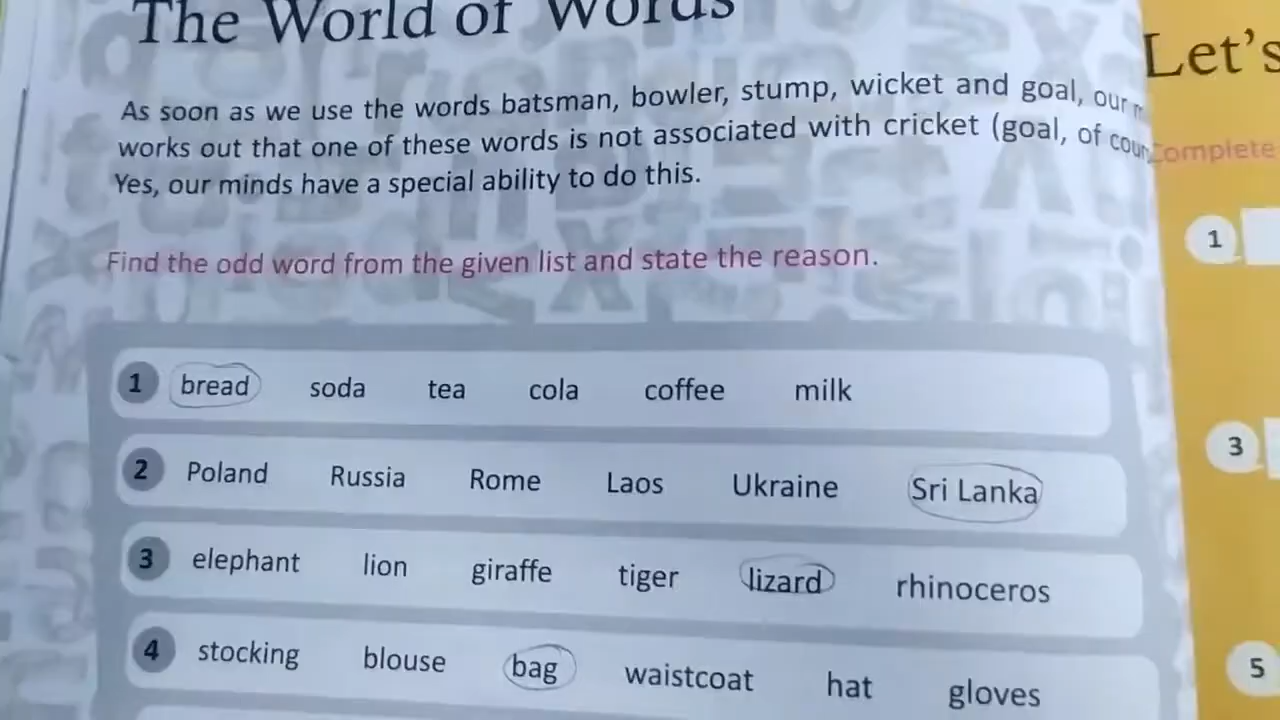 The World of Words
As soon as we use the words batsman, bowler, stump, wicket and goal, our
works out that one of these words is not associated with cricket (goal, of
Yes, our minds have a special ability to do this.
Find the odd word from the given list and state the reason.
1 bread soda tea cola coffee milk
2 Poland Russia Rome Laos Ukraine Sri Lanka
3 elephant lion giraffe tiger lizard rhinoceros
4 stocking blouse bag waistcoat hat gloves
Let's
Complete
1
3
5